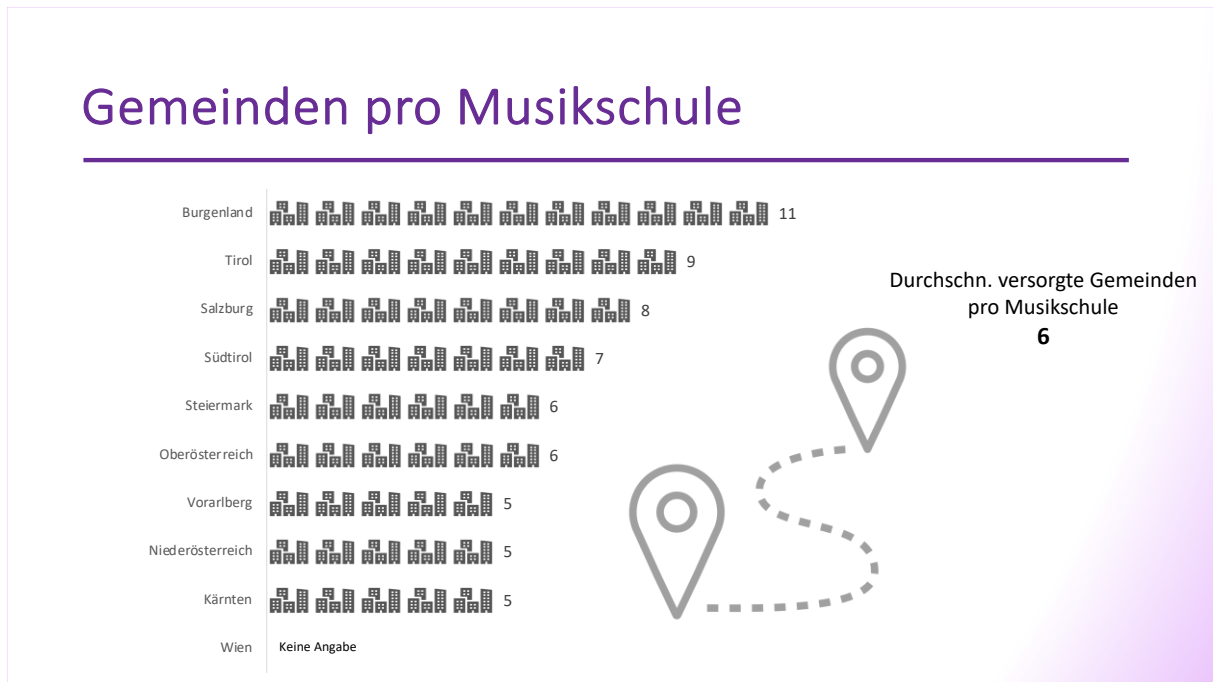 Gemeinden pro Musikschule
Burgenland 11
Tirol 9
Salzburg 8
Südtirol 7
Steiermark 6
Oberösterreich 6
Vorarlberg 5
Niederösterreich 5
Kärnten 5
Wien Keine Angabe
Durchschn. versorgte Gemeinden
pro Musikschule
6